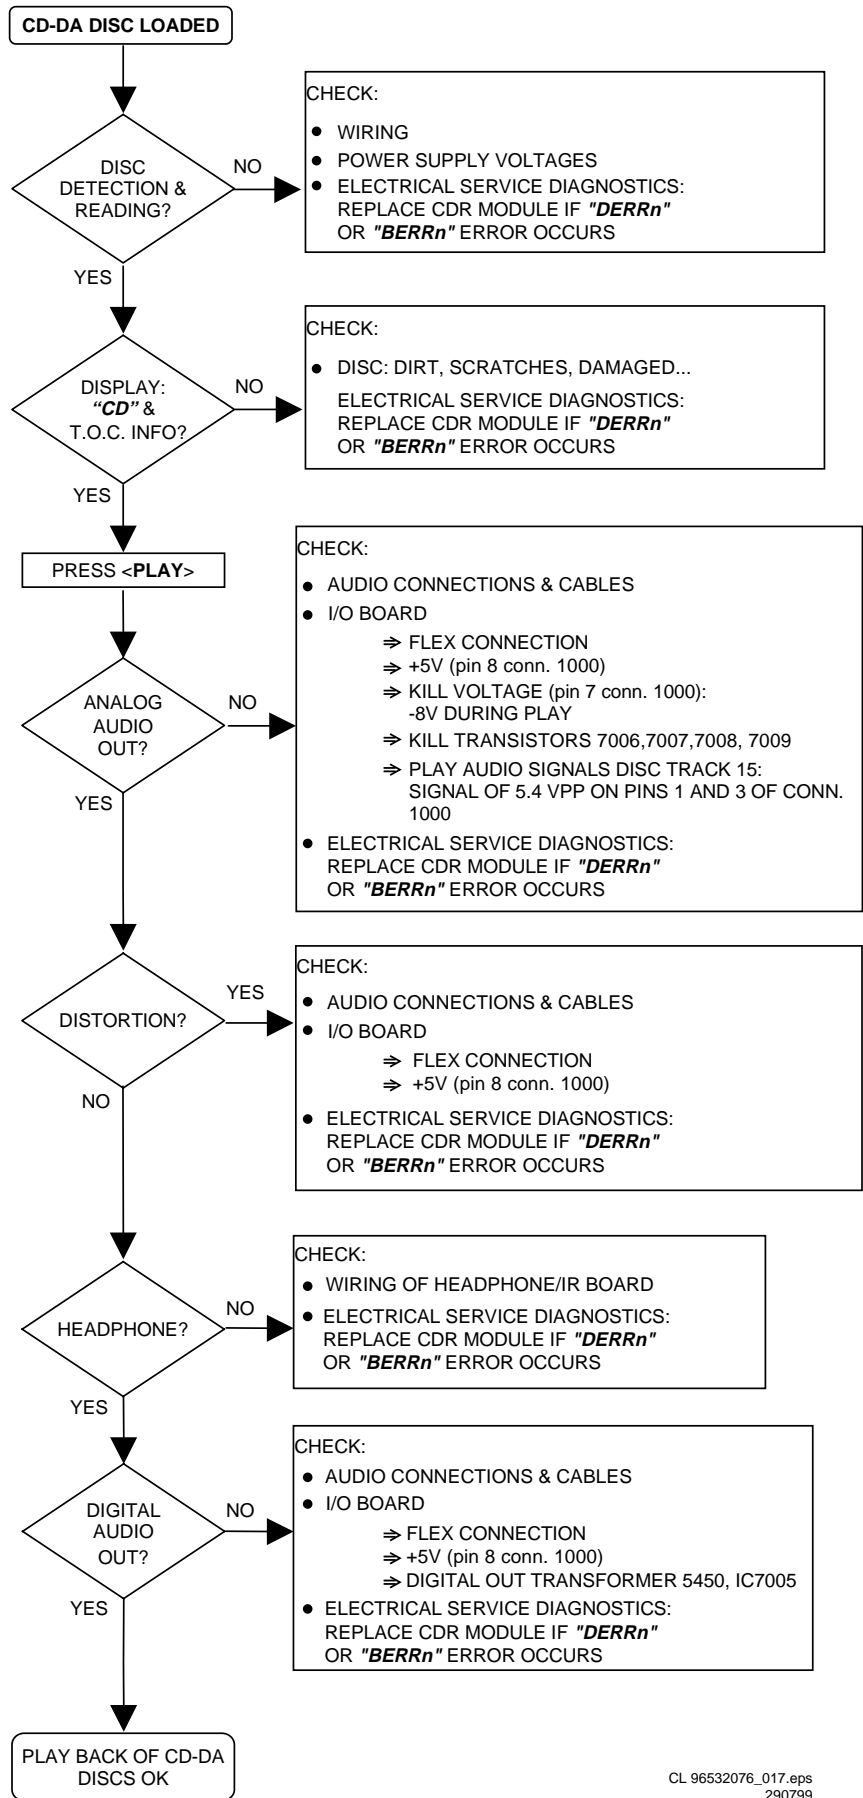 CD-DA DISC LOADED
DISC
DETECTION &
READING?
NO
CHECK:
● WIRING
● POWER SUPPLY VOLTAGES
● ELECTRICAL SERVICE DIAGNOSTICS:
REPLACE CDR MODULE IF "DERRn"
OR "BERRn" ERROR OCCURS
YES
DISPLAY:
“CD” &
T.O.C. INFO?
NO
CHECK:
● DISC: DIRT, SCRATCHES, DAMAGED...
ELECTRICAL SERVICE DIAGNOSTICS:
REPLACE CDR MODULE IF "DERRn"
OR "BERRn" ERROR OCCURS
YES
PRESS <PLAY>
ANALOG
AUDIO
OUT?
NO
CHECK:
● AUDIO CONNECTIONS & CABLES
● I/O BOARD
⇒ FLEX CONNECTION
⇒ +5V (pin 8 conn. 1000)
⇒ KILL VOLTAGE (pin 7 conn. 1000):
-8V DURING PLAY
⇒ KILL TRANSISTORS 7006,7007,7008, 7009
⇒ PLAY AUDIO SIGNALS DISC TRACK 15:
SIGNAL OF 5.4 VPP ON PINS 1 AND 3 OF CONN.
1000
● ELECTRICAL SERVICE DIAGNOSTICS:
REPLACE CDR MODULE IF "DERRn"
OR "BERRn" ERROR OCCURS
YES
DISTORTION?
YES
CHECK:
● AUDIO CONNECTIONS & CABLES
● I/O BOARD
⇒ FLEX CONNECTION
⇒ +5V (pin 8 conn. 1000)
● ELECTRICAL SERVICE DIAGNOSTICS:
REPLACE CDR MODULE IF "DERRn"
OR "BERRn" ERROR OCCURS
NO
HEADPHONE?
NO
CHECK:
● WIRING OF HEADPHONE/IR BOARD
● ELECTRICAL SERVICE DIAGNOSTICS:
REPLACE CDR MODULE IF "DERRn"
OR "BERRn" ERROR OCCURS
YES
DIGITAL
AUDIO
OUT?
NO
CHECK:
● AUDIO CONNECTIONS & CABLES
● I/O BOARD
⇒ FLEX CONNECTION
⇒ +5V (pin 8 conn. 1000)
⇒ DIGITAL OUT TRANSFORMER 5450, IC7005
● ELECTRICAL SERVICE DIAGNOSTICS:
REPLACE CDR MODULE IF "DERRn"
OR "BERRn" ERROR OCCURS
YES
PLAY BACK OF CD-DA
DISCS OK
CL 96532076_017.eps
290799